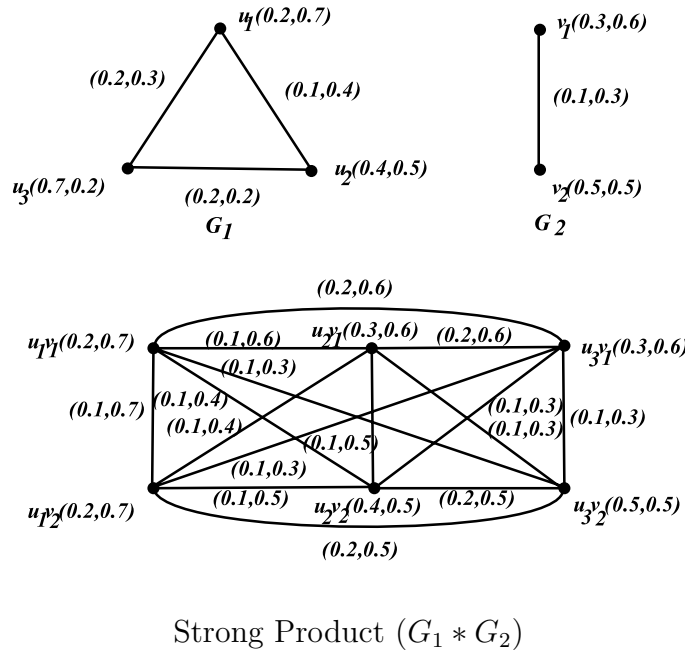 u1(0.2,0.7)
v1(0.3,0.6)
(0.2,0.3)
(0.1,0.4)
(0.1,0.3)
u3(0.7,0.2)
u2(0.4,0.5)
(0.2,0.2)
v2(0.5,0.5)
G1
G2
(0.2,0.6)
u1v1(0.2,0.7)
(0.1,0.6)
u2v1(0.3,0.6)
(0.2,0.6)
u3v1(0.3,0.6)
(0.1,0.3)
(0.1,0.7)
(0.1,0.4)
(0.1,0.3)
(0.1,0.3)
(0.1,0.4)
(0.1,0.3)
(0.1,0.5)
(0.1,0.3)
u1v2(0.2,0.7)
(0.1,0.5)
u2v2(0.4,0.5)
(0.2,0.5)
u3v2(0.5,0.5)
(0.2,0.5)
Strong Product (G1 ∗ G2)